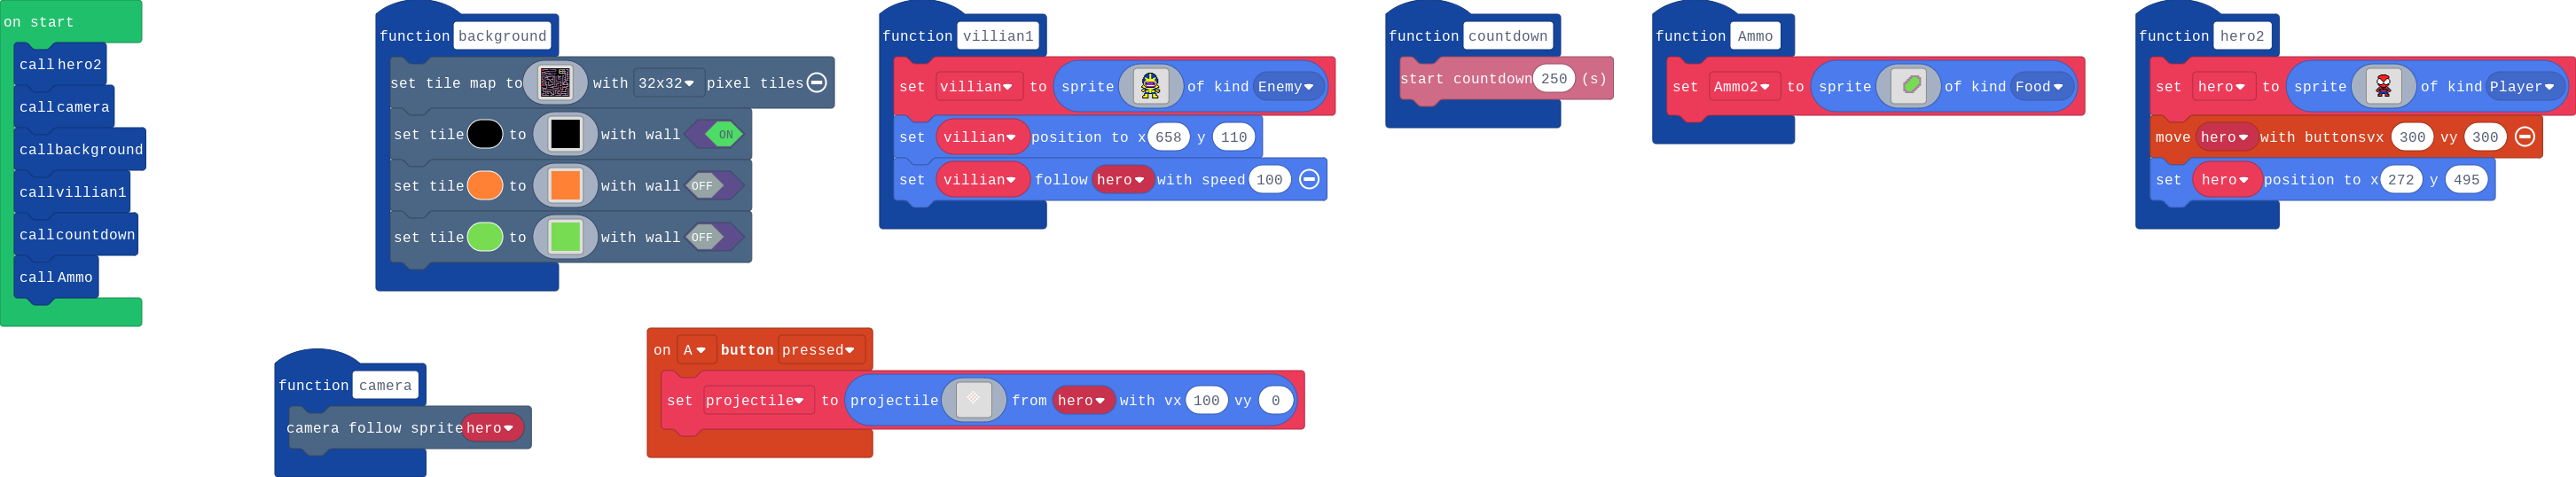 on start
call hero2
call camera
call background
call villian1
call countdown
call Ammo
function background
set tile map to with 32x32 pixel tiles
set tile to with wall ON
set tile to with wall OFF
set tile to with wall OFF
function villian1
set villian to sprite of kind Enemy
set villian position to x 658 y 110
set villian follow hero with speed 100
function countdown
start countdown 250 (s)
function Ammo
set Ammo2 to sprite of kind Food
function hero2
set hero to sprite of kind Player
move hero with buttons vx 300 vy 300
set hero position to x 272 y 495
function camera
camera follow sprite hero
on A button pressed
set projectile to projectile from hero with vx 100 vy 0